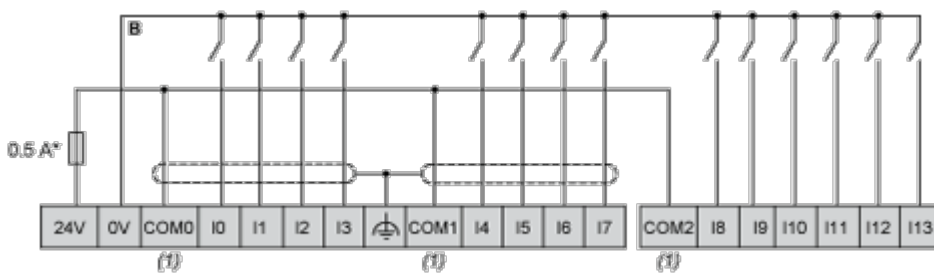 B
0.5 A*
24V 0V COM0 I0 I1 I2 I3 COM1 I4 I5 I6 I7 COM2 I8 I9 I10 I11 I12 I13
(1) (1) (1)